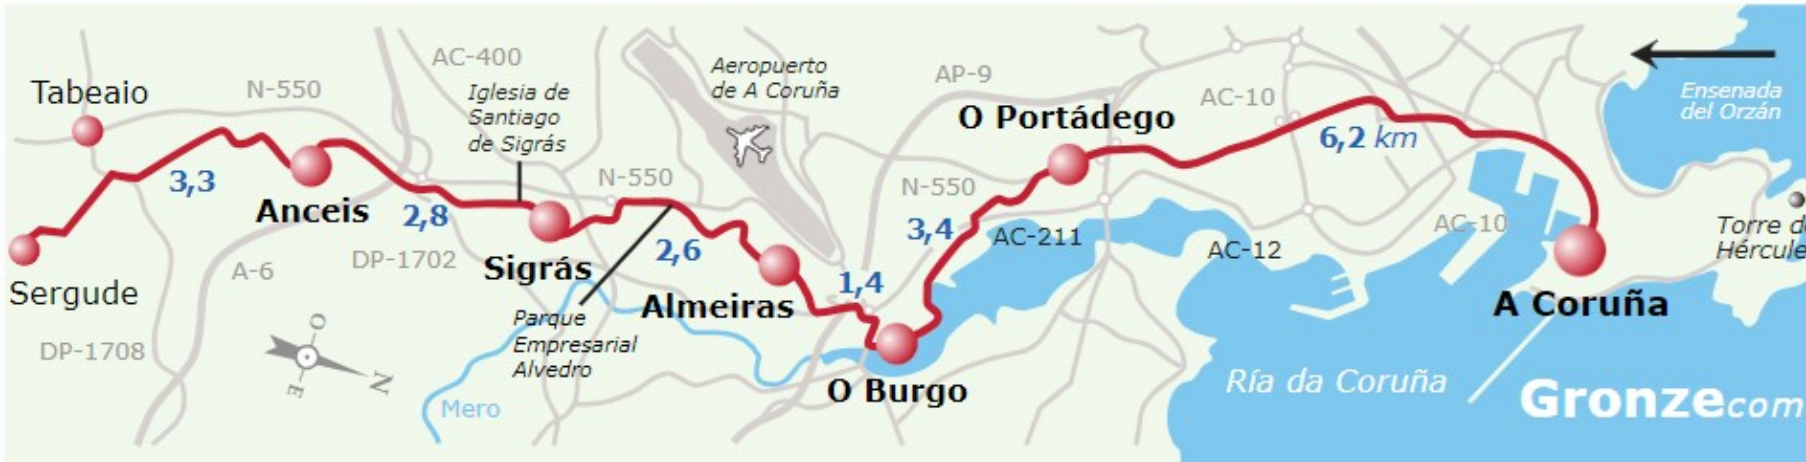 Tabeaio
N-550
AC-400
Iglesia de
Santiago
de Sigrás
Aeropuerto
de A Coruña
AP-9
O Portádego
AC-10
6,2 km
Ensenada
del Orzán
3,3
Anceis
2,8
N-550
N-550
3,4
AC-211
AC-12
AC-10
Torre de
Hércule
Sergude
A-6
DP-1702
Sigrás
2,6
Almeiras
1,4
A Coruña
DP-1708
O
E
N
Parque
Empresarial
Alvedro
Mero
O Burgo
Ría da Coruña
Gronzecom